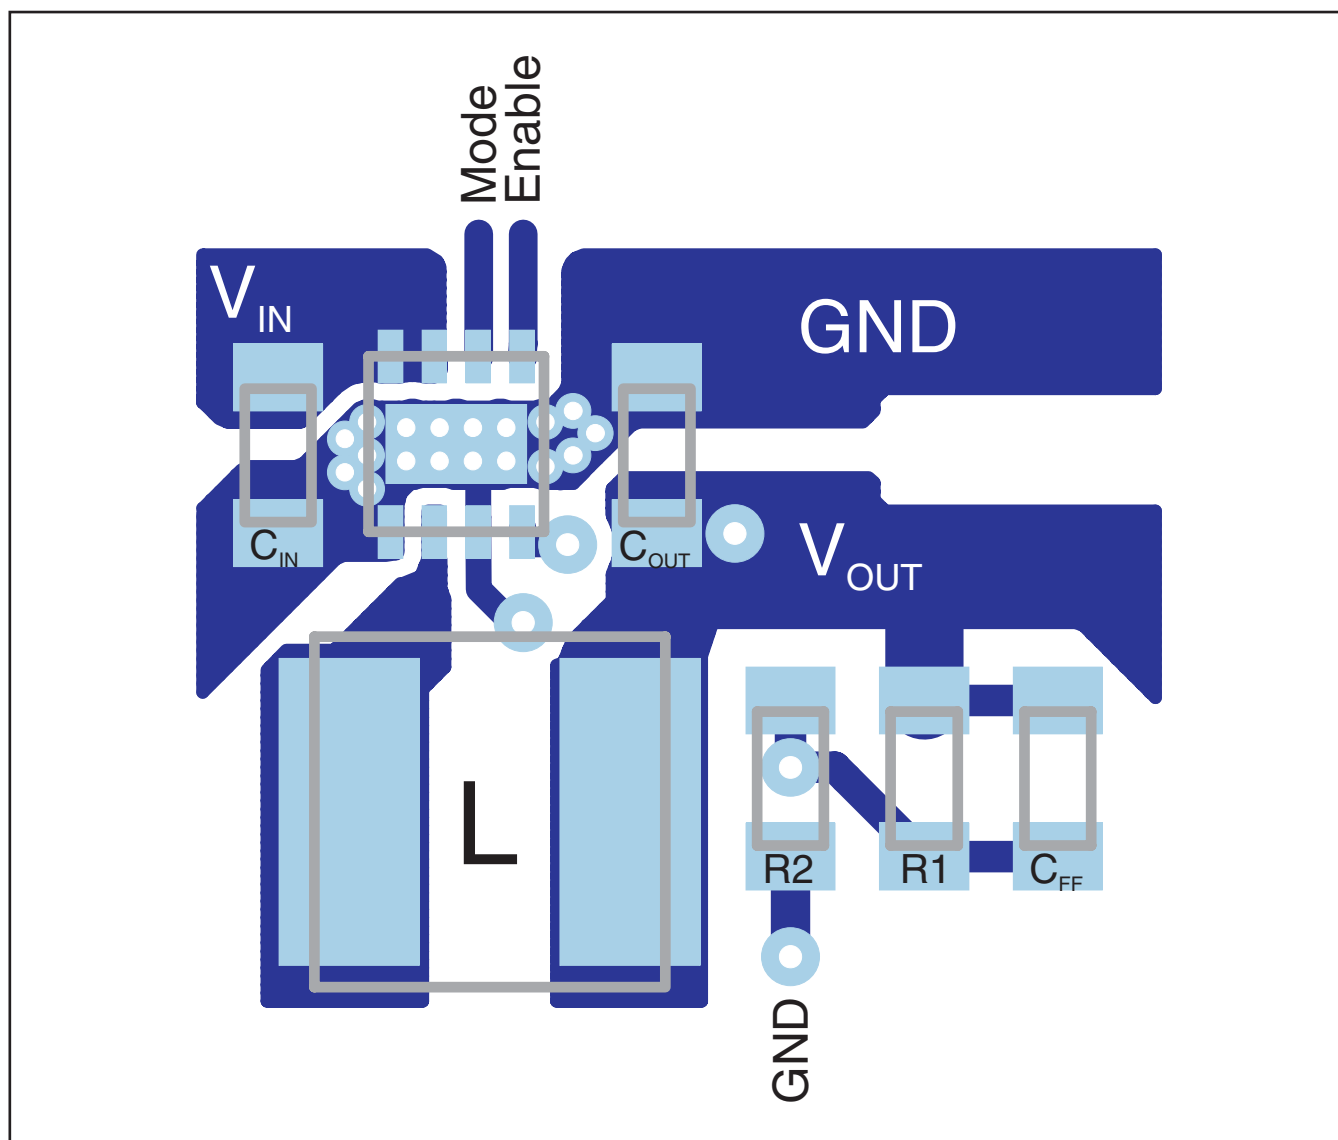 Mode
Enable
VIN
GND
CIN
COUT
VOUT
L
R2
R1
CFF
GND